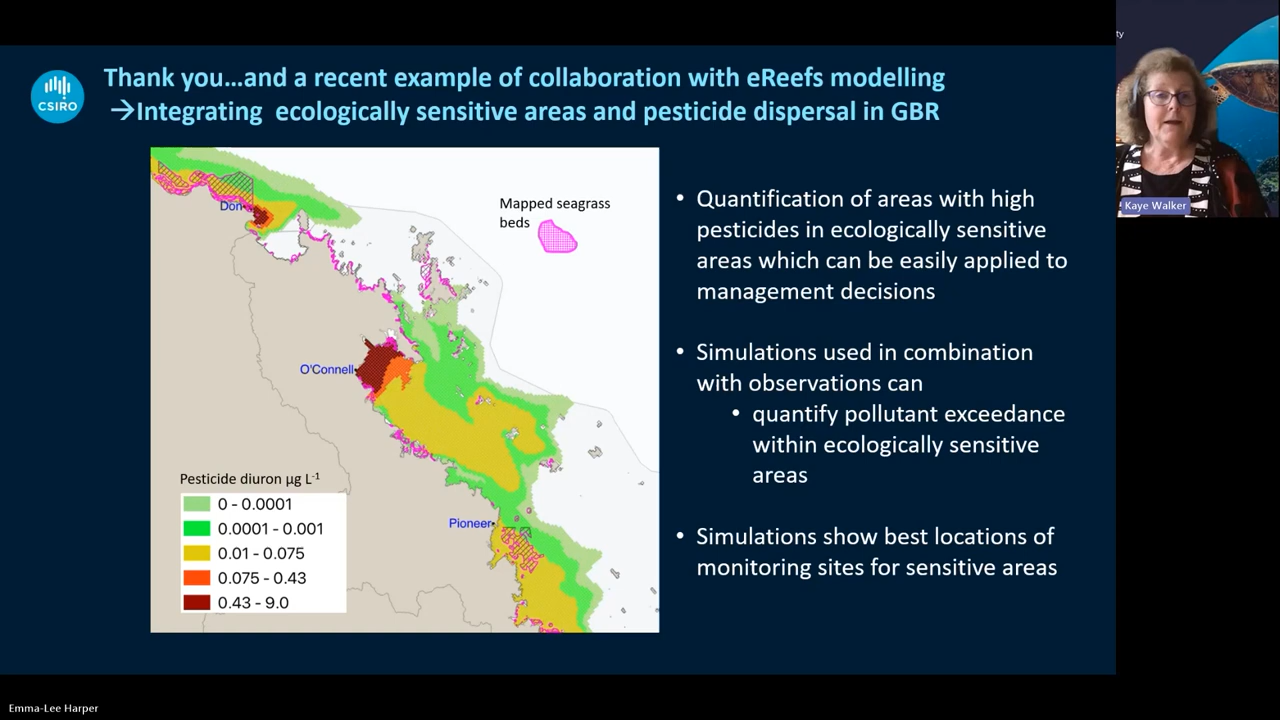 ty
Thank you...and a recent example of collaboration with eReefs modelling
→Integrating ecologically sensitive areas and pesticide dispersal in GBR
CSIRO
Mapped seagrass
beds
Don
O'Connell
Pioneer
Pesticide diuron µg L-1
0 - 0.0001
0.0001 - 0.001
0.01 - 0.075
0.075 - 0.43
0.43 - 9.0
• Quantification of areas with high
pesticides in ecologically sensitive
areas which can be easily applied to
management decisions
• Simulations used in combination
with observations can
• quantify pollutant exceedance
within ecologically sensitive
areas
• Simulations show best locations of
monitoring sites for sensitive areas
Kaye Walker
Emma-Lee Harper